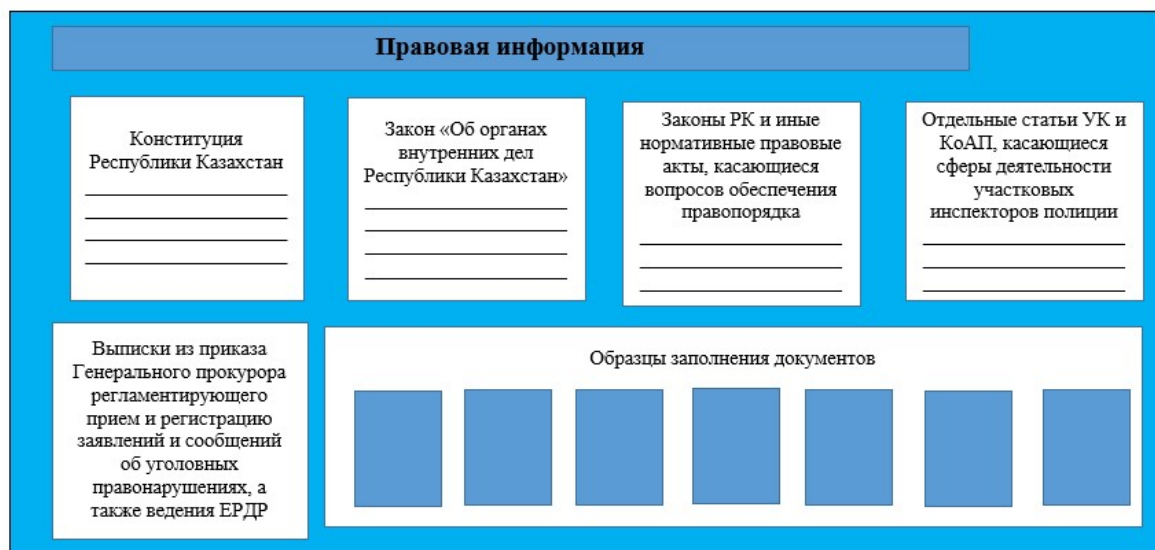 Правовая информация
Конституция
Республики Казахстан
Закон «Об органах
внутренних дел
Республики Казахстан»
Законы РК и иные
нормативные правовые
акты, касающиеся
вопросов обеспечения
правопорядка
Отдельные статьи УК и
КоАП, касающиеся
сферы деятельности
участковых
инспекторов полиции
Выписки из приказа
Генерального прокурора
регламентирующего
прием и регистрацию
заявлений и сообщений
об уголовных
правонарушениях, а
также ведения ЕРДР
Образцы заполнения документов